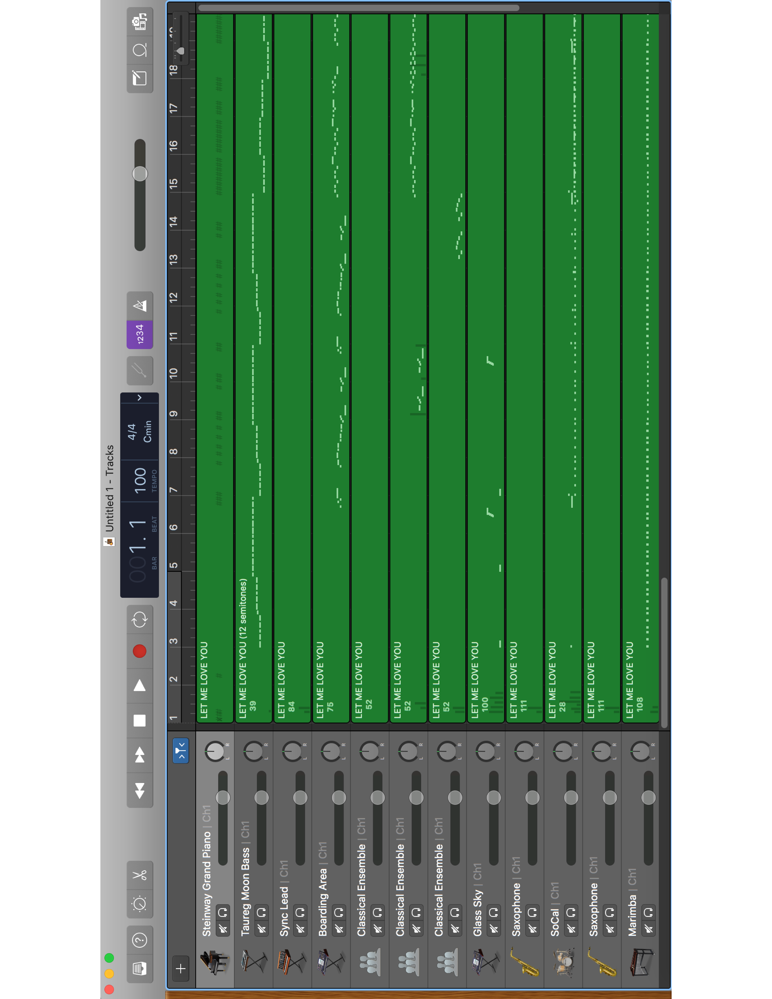 Untitled 1 - Tracks
001.1
BAR
BEAT
100
TEMPO
4/4
Cmin
1234
1 2 3 4 5 6 7 8 9 10 11 12 13 14 15 16 17 18 19
Steinway Grand Piano | Ch1
L R
LET ME LOVE YOU
Taureg Moon Bass | Ch1
L R
LET ME LOVE YOU (12 semitones)
39
Sync Lead | Ch1
L R
LET ME LOVE YOU
84
Boarding Area | Ch1
L R
LET ME LOVE YOU
75
Classical Ensemble | Ch1
L R
LET ME LOVE YOU
52
Classical Ensemble | Ch1
L R
LET ME LOVE YOU
52
Classical Ensemble | Ch1
L R
LET ME LOVE YOU
52
Glass Sky | Ch1
L R
LET ME LOVE YOU
100
Saxophone | Ch1
L R
LET ME LOVE YOU
111
SoCal | Ch1
L R
LET ME LOVE YOU
28
Saxophone | Ch1
L R
LET ME LOVE YOU
111
Marimba | Ch1
L R
LET ME LOVE YOU
108